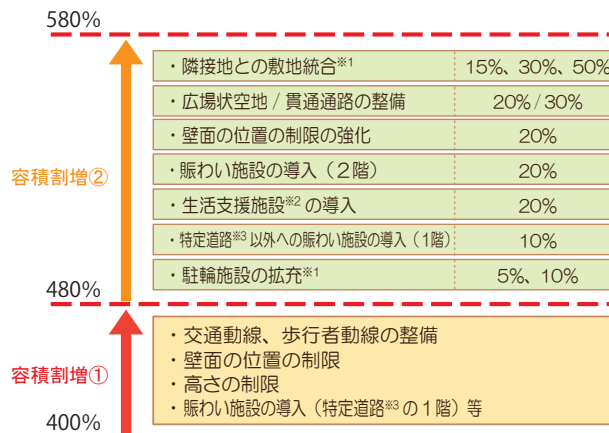 580%
・隣接地との敷地統合※1 15%、30%、50%
・広場状空地 / 貫通通路の整備 20%/30%
・壁面の位置の制限の強化 20%
容積割増② ・賑わい施設の導入（２階） 20%
・生活支援施設※2 の導入 20%
・特定道路※3 以外への賑わい施設の導入（１階） 10%
・駐輪施設の拡充※1 5%、10%
480%
・交通動線、歩行者動線の整備
・壁面の位置の制限
容積割増① ・高さの制限
・賑わい施設の導入（特定道路※3 の１階）等
400%